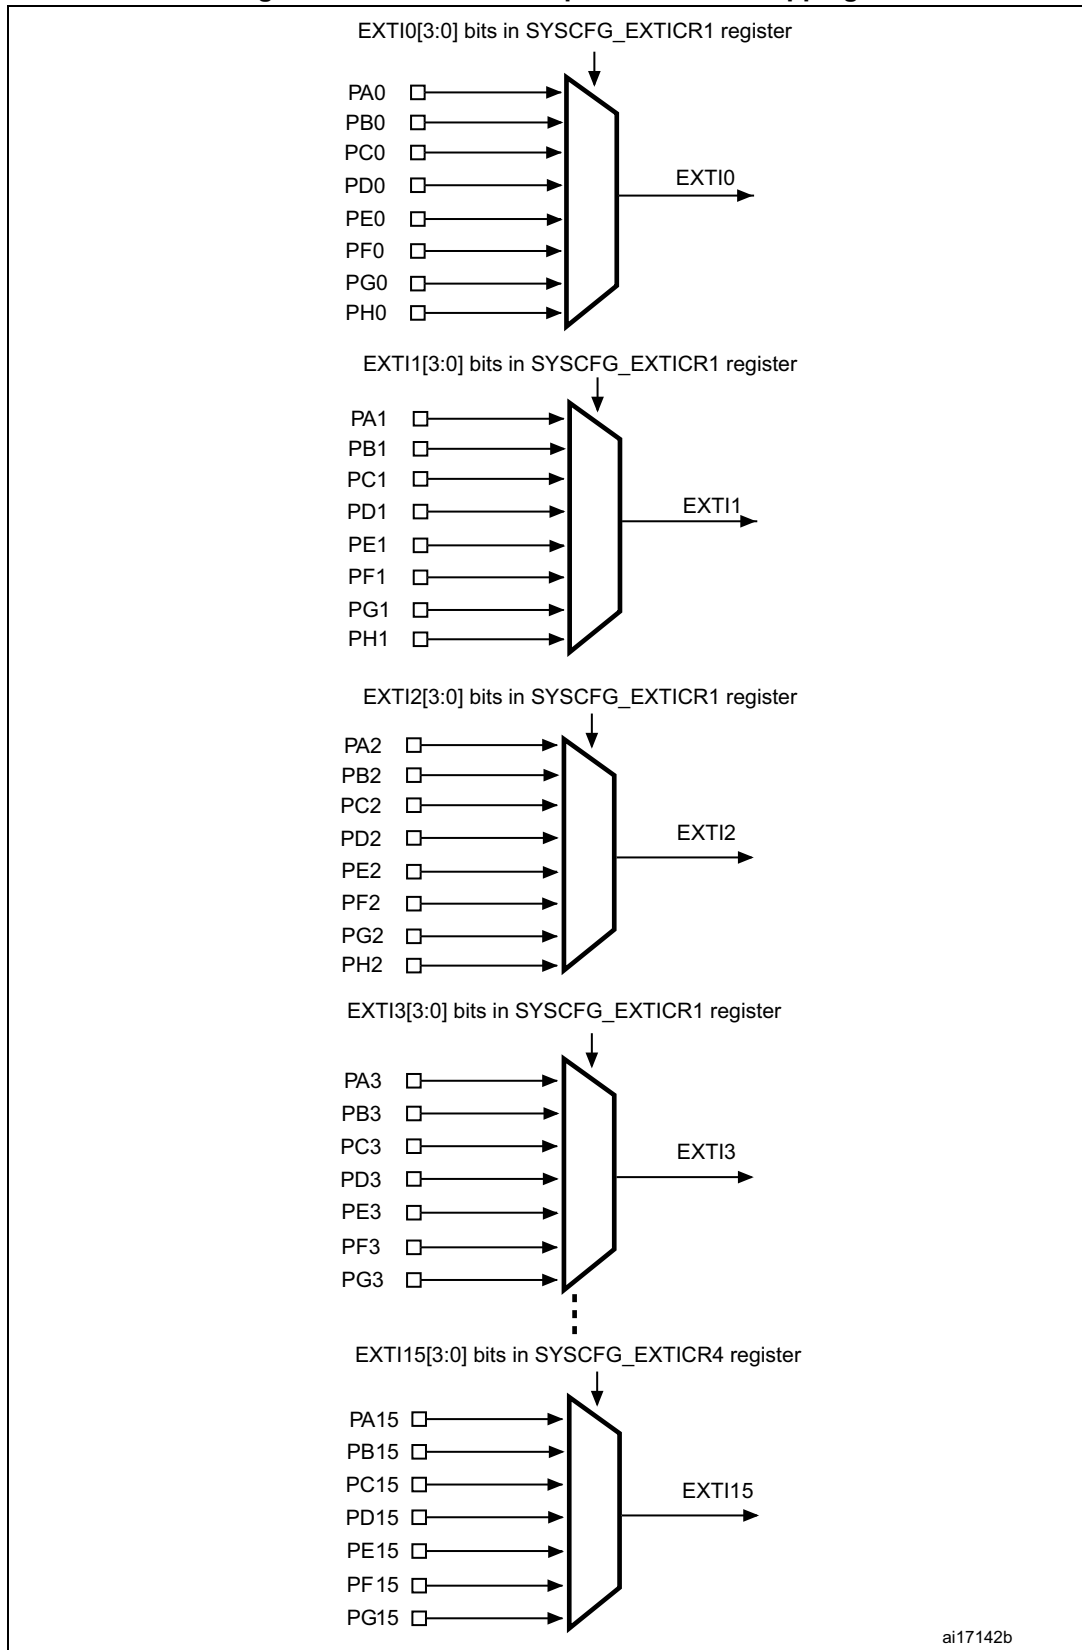 EXTI0[3:0] bits in SYSCFG_EXTICR1 register
PA0
PB0
PC0
PD0
EXTI0
PE0
PF0
PG0
PH0
EXTI1[3:0] bits in SYSCFG_EXTICR1 register
PA1
PB1
PC1
PD1
EXTI1
PE1
PF1
PG1
PH1
EXTI2[3:0] bits in SYSCFG_EXTICR1 register
PA2
PB2
PC2
PD2
EXTI2
PE2
PF2
PG2
PH2
EXTI3[3:0] bits in SYSCFG_EXTICR1 register
PA3
PB3
PC3
PD3
EXTI3
PE3
PF3
PG3
EXTI15[3:0] bits in SYSCFG_EXTICR4 register
PA15
PB15
PC15
PD15
EXTI15
PE15
PF15
PG15
ai17142b